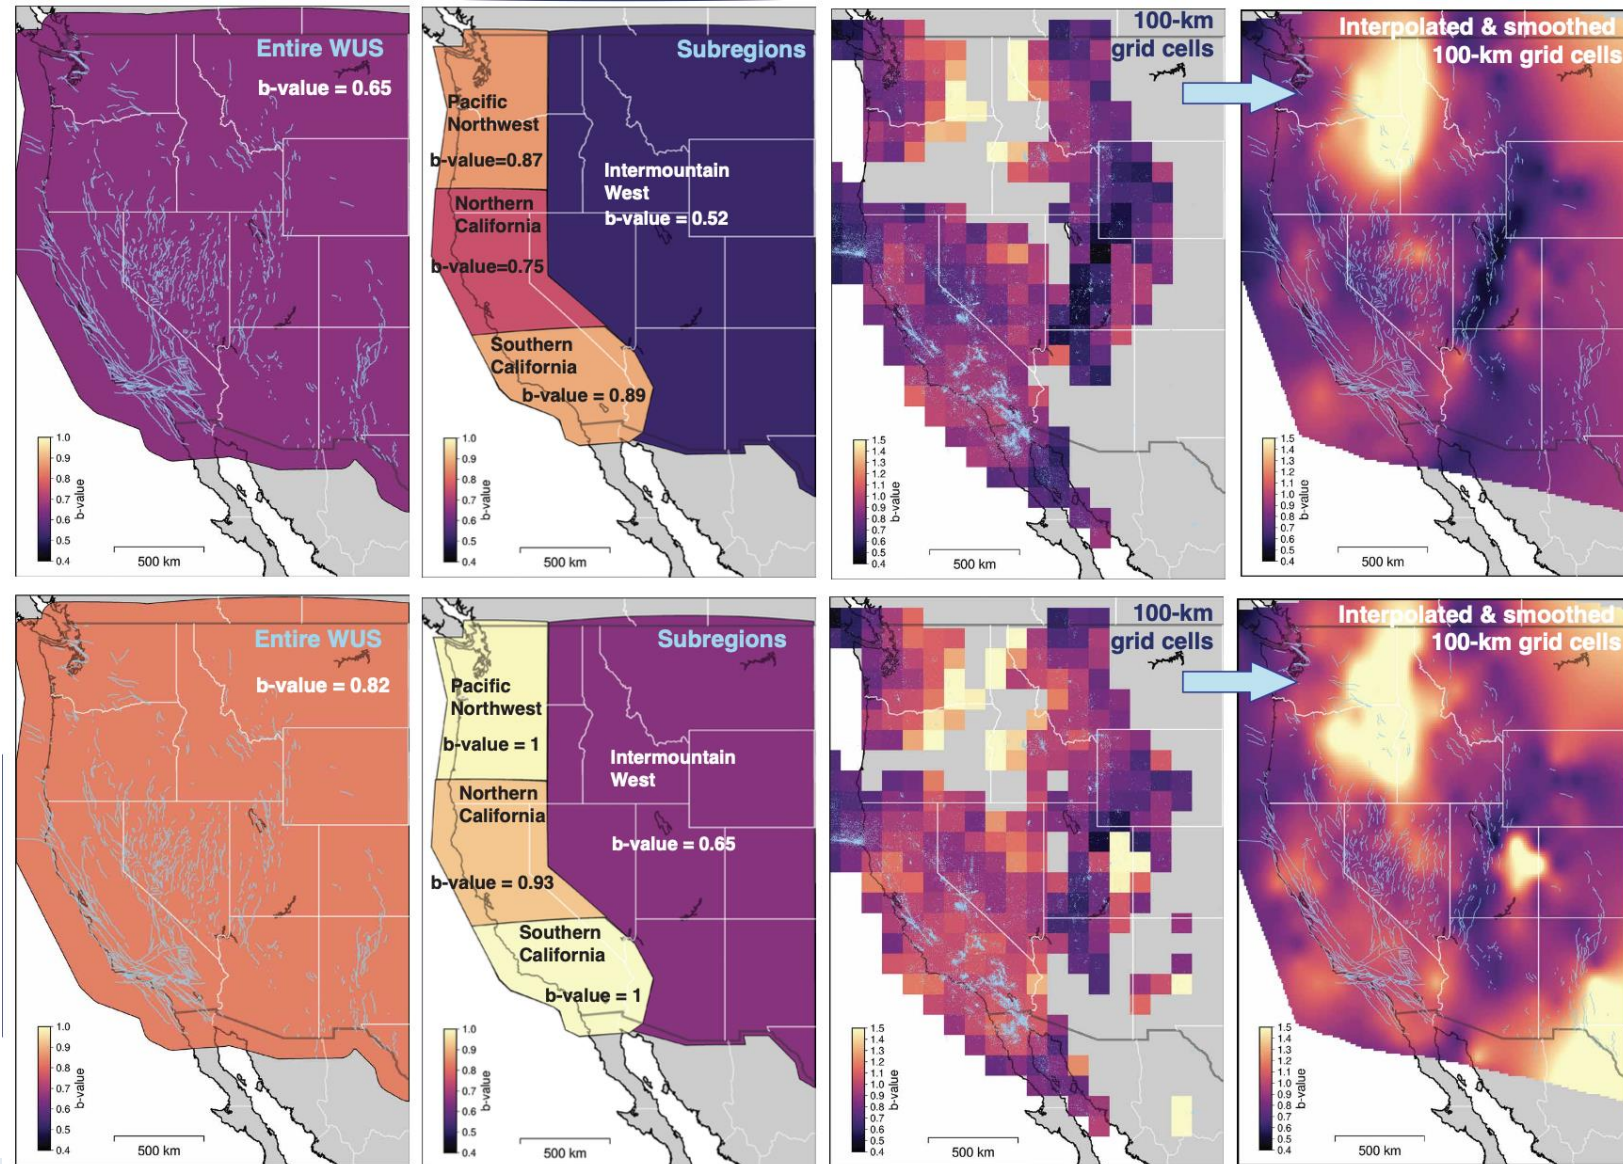 Entire WUS
b-value = 0.65
1.0
0.9
0.8
0.7
0.6
0.5
0.4
b-value
500 km
Subregions
Pacific
Northwest
b-value=0.87
Intermountain
West
b-value = 0.52
Northern
California
b-value=0.75
Southern
California
b-value = 0.89
1.0
0.9
0.8
0.7
0.6
0.5
0.4
b-value
500 km
100-km
grid cells
1.5
1.4
1.3
1.2
1.1
1.0
0.9
0.8
0.7
0.6
0.5
0.4
b-value
500 km
Interpolated & smoothed
100-km grid cells
1.5
1.4
1.3
1.2
1.1
1.0
0.9
0.8
0.7
0.6
0.5
0.4
b-value
500 km
Entire WUS
b-value = 0.82
1.0
0.9
0.8
0.7
0.6
0.5
0.4
b-value
500 km
Subregions
Pacific
Northwest
b-value = 1
Intermountain
West
b-value = 0.65
Northern
California
b-value = 0.93
Southern
California
b-value = 1
1.0
0.9
0.8
0.7
0.6
0.5
0.4
b-value
500 km
100-km
grid cells
1.5
1.4
1.3
1.2
1.1
1.0
0.9
0.8
0.7
0.6
0.5
0.4
b-value
500 km
Interpolated & smoothed
100-km grid cells
1.5
1.4
1.3
1.2
1.1
1.0
0.9
0.8
0.7
0.6
0.5
0.4
b-value
500 km